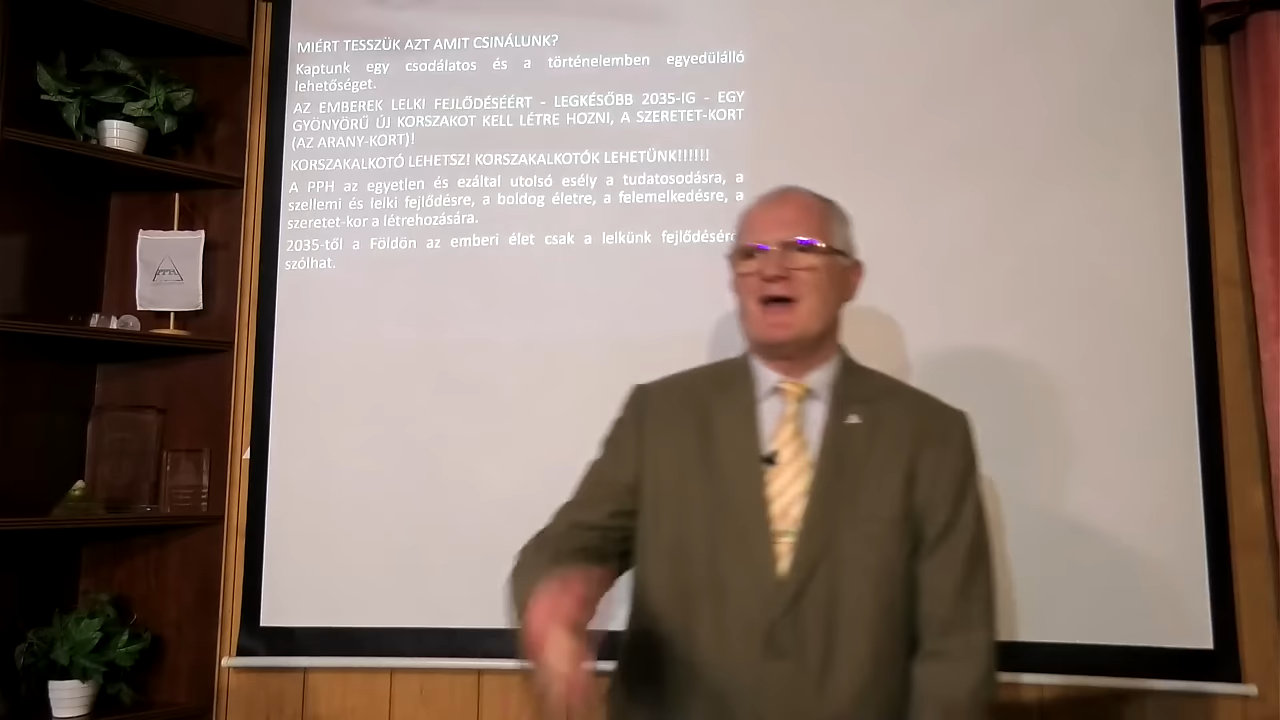 MIÉRT TESSZÜK AZT AMIT CSINÁLUNK?
Kaptunk egy csodálatos és a történelemben egyedülálló
lehetőséget.
AZ EMBEREK LELKI FEJLŐDÉSÉÉRT - LEGKÉSŐBB 2035-IG - EGY
GYÖNYÖRŰ ÚJ KORSZAKOT KELL LÉTRE HOZNI, A SZERETET-KORT
(AZ ARANY-KORT)!
KORSZAKALKOTÓ LEHETSZ! KORSZAKALKOTÓK LEHETÜNK!!!!!!
A PPH az egyetlen és ezáltal utolsó esély a tudatosodásra, a
szellemi és lelki fejlődésre, a boldog életre, a felemelkedésre, a
szeretet-kor a létrehozására.
2035-től a Földön az emberi élet csak a lelkünk fejlődésére
szólhat.
PPH